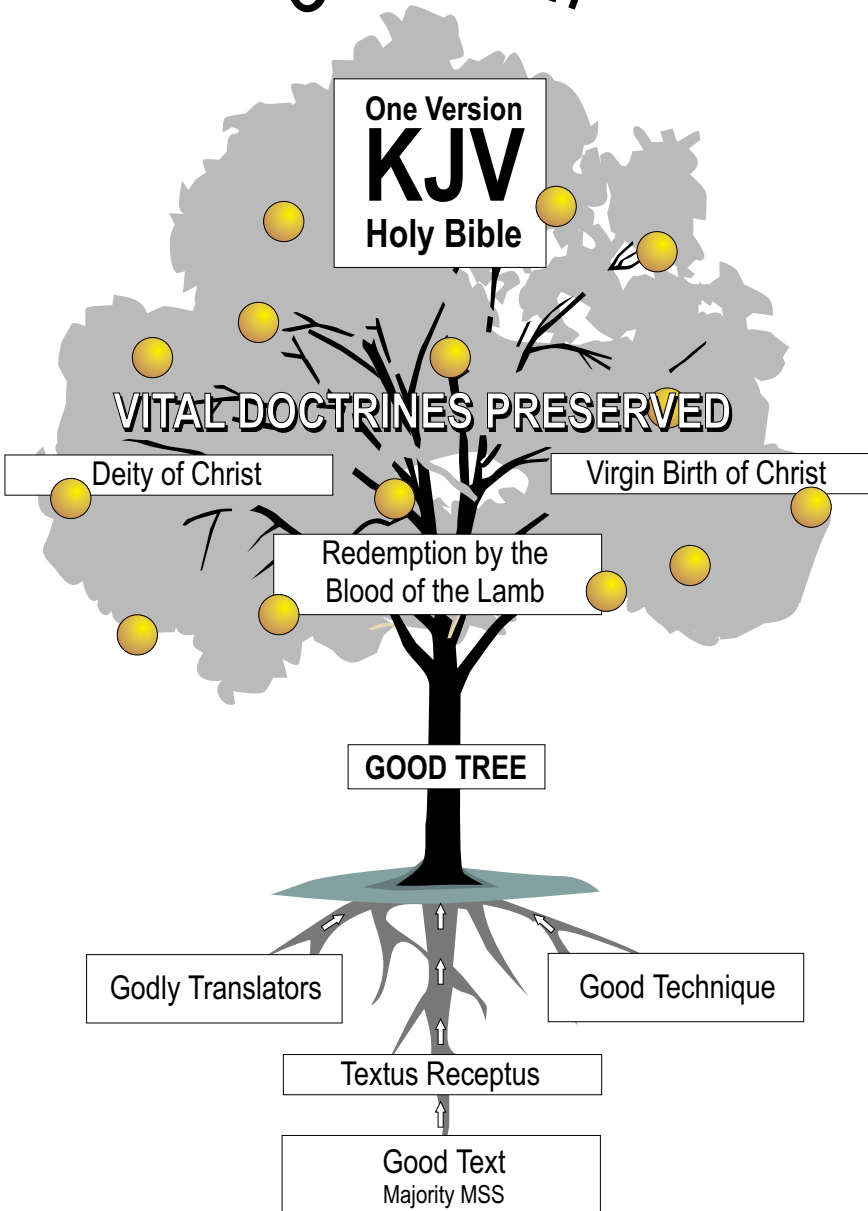 One Version
KJV
Holy Bible
VITAL DOCTRINES PRESERVED
Deity of Christ
Virgin Birth of Christ
Redemption by the
Blood of the Lamb
GOOD TREE
Godly Translators
Good Technique
Textus Receptus
Good Text
Majority MSS